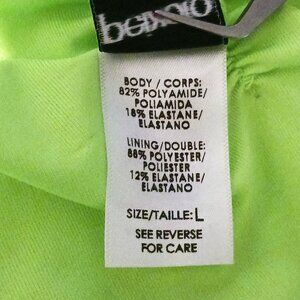 BODY / CORPS:
82% POLYAMIDE/
POLIAMIDA
18% ELASTANE/
ELASTANO
LINING/DOUBLE:
88% POLYESTER/
POLIESTER
12% ELASTANE/
ELASTANO
SIZE/TAILLE: L
SEE REVERSE
FOR CARE